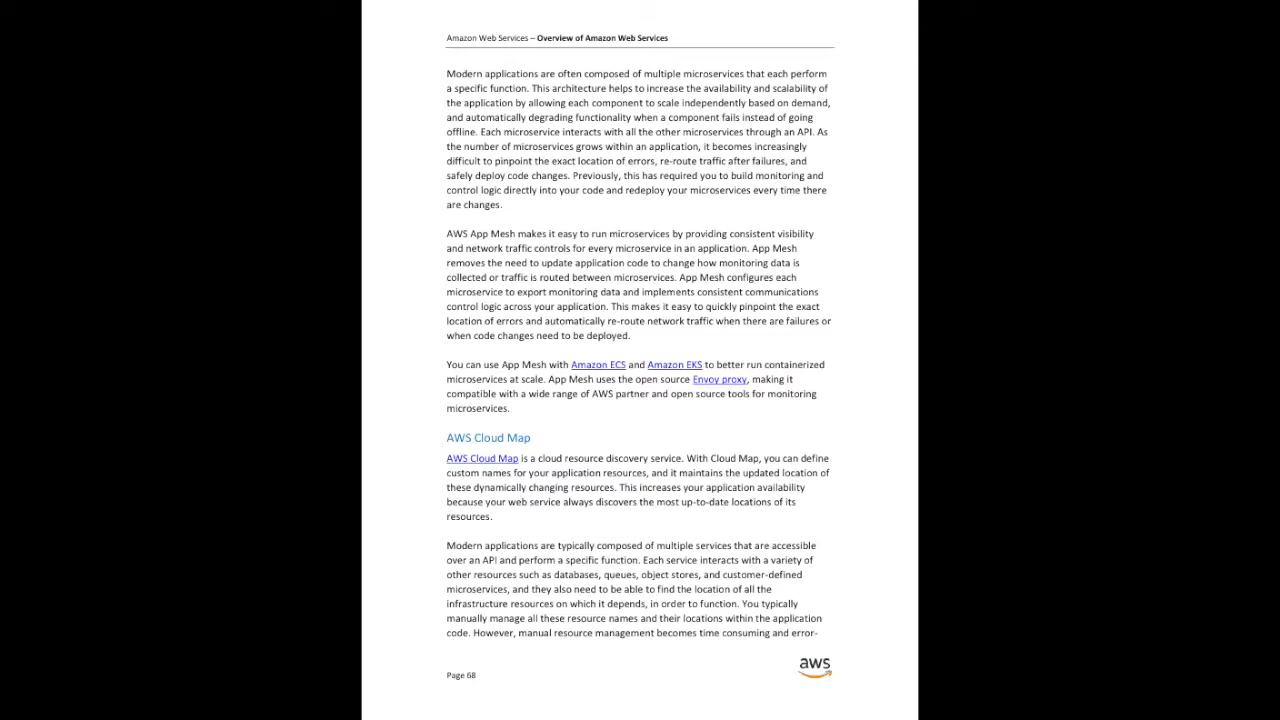 Amazon Web Services – Overview of Amazon Web Services
Modern applications are often composed of multiple microservices that each perform
a specific function. This architecture helps to increase the availability and scalability of
the application by allowing each component to scale independently based on demand,
and automatically degrading functionality when a component fails instead of going
offline. Each microservice interacts with all the other microservices through an API. As
the number of microservices grows within an application, it becomes increasingly
difficult to pinpoint the exact location of errors, re-route traffic after failures, and
safely deploy code changes. Previously, this has required you to build monitoring and
control logic directly into your code and redeploy your microservices every time there
are changes.
AWS App Mesh makes it easy to run microservices by providing consistent visibility
and network traffic controls for every microservice in an application. App Mesh
removes the need to update application code to change how monitoring data is
collected or traffic is routed between microservices. App Mesh configures each
microservice to export monitoring data and implements consistent communications
control logic across your application. This makes it easy to quickly pinpoint the exact
location of errors and automatically re-route network traffic when there are failures or
when code changes need to be deployed.
You can use App Mesh with Amazon ECS and Amazon EKS to better run containerized
microservices at scale. App Mesh uses the open source Envoy proxy, making it
compatible with a wide range of AWS partner and open source tools for monitoring
microservices.
AWS Cloud Map
AWS Cloud Map is a cloud resource discovery service. With Cloud Map, you can define
custom names for your application resources, and it maintains the updated location of
these dynamically changing resources. This increases your application availability
because your web service always discovers the most up-to-date locations of its
resources.
Modern applications are typically composed of multiple services that are accessible
over an API and perform a specific function. Each service interacts with a variety of
other resources such as databases, queues, object stores, and customer-defined
microservices, and they also need to be able to find the location of all the
infrastructure resources on which it depends, in order to function. You typically
manually manage all these resource names and their locations within the application
code. However, manual resource management becomes time consuming and error-
Page 68
aws